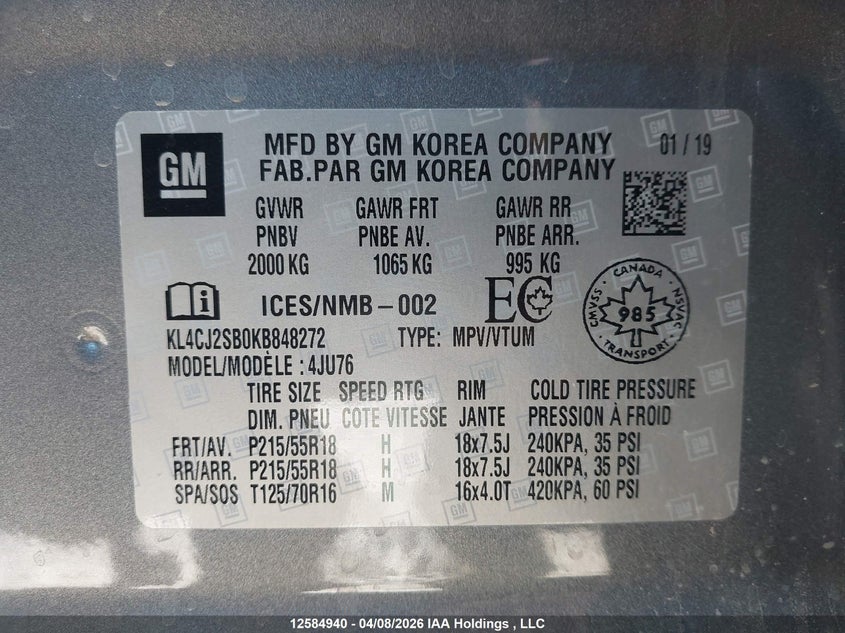 GM
MFD BY GM KOREA COMPANY 01 / 19
FAB.PAR GM KOREA COMPANY
GVWR GAWR FRT GAWR RR
PNBV PNBE AV. PNBE ARR.
2000 KG 1065 KG 995 KG
i ICES/NMB – 002 EC
CANADA
CMVSS NSVAC
985
TRANSPORT
KL4CJ2SB0KB848272 TYPE: MPV/VTUM
MODEL/MODÈLE : 4JU76
TIRE SIZE SPEED RTG RIM COLD TIRE PRESSURE
DIM. PNEU COTE VITESSE JANTE PRESSION À FROID
FRT/AV. P215/55R18 H 18x7.5J 240KPA, 35 PSI
RR/ARR. P215/55R18 H 18x7.5J 240KPA, 35 PSI
SPA/SOS T125/70R16 M 16x4.0T 420KPA, 60 PSI
12584940 - 04/08/2026 IAA Holdings , LLC